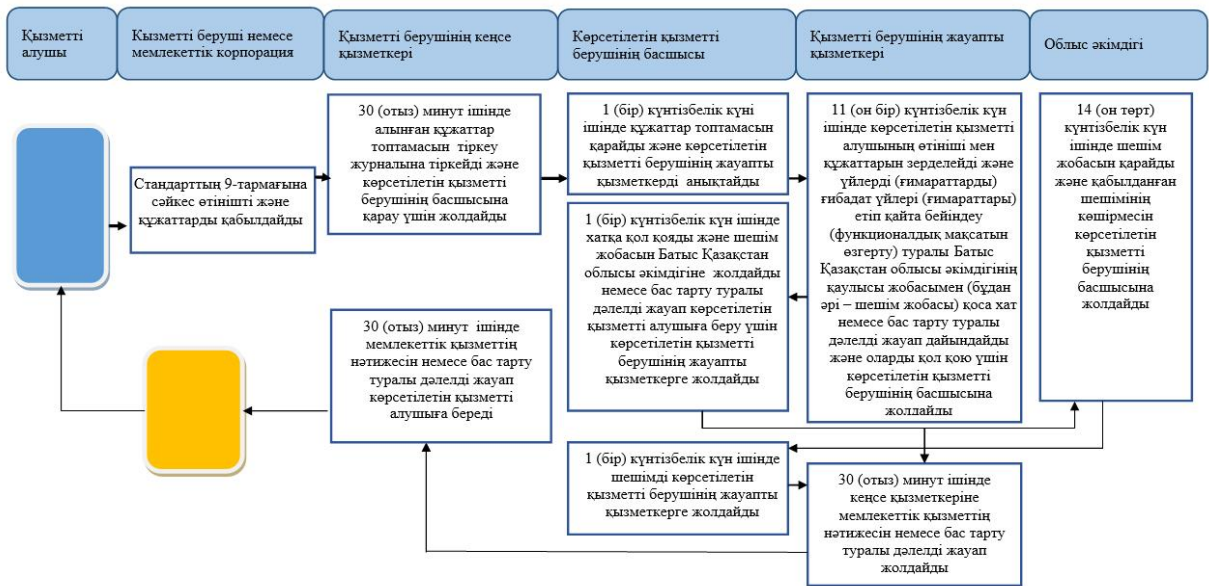 Қызметті
алушы
Кызметті беруші немесе
мемлекеттік корпорация
Қызметті берушінің кеңсе
қызметкері
Көрсетілетін қызметті
берушінің басшысы
Қызметті берушінің жауапты
қызметкері
Облыс әкімдігі
Стандарттың 9-тармағына
сәйкес өтінішті және
құжаттарды қабылдайды
30 (отыз) минут ішінде
алынған құжаттар
топтамасын тіркеу
журналына тіркейді және
көрсетілетін қызметті
берушінің басшысына
қарау үшін жолдайды
1 (бір) күнтізбелік күні
ішінде құжаттар топтамасын
қарайды және көрсетілетін
қызметті берушінің жауапты
қызметкерді анықтайды
11 (он бір) күнтізбелік күн
ішінде көрсетілетін қызметті
алушының өтініші мен
құжаттарын зерделейді және
үйлерді (ғимараттарды)
ғибадат үйлері (ғимараттары)
етіп қайта бейіндеу
(функционалдық мақсатын
өзгерту) туралы Батыс
Қазақстан облысы әкімдігінің
қаулысы жобасымен (бұдан
әрі – шешім жобасы) қоса хат
немесе бас тарту туралы
дәлелді жауап дайындайды
және оларды қол қою үшін
көрсетілетін қызметті
берушінің басшысына
жолдайды
14 (он төрт)
күнтізбелік күн
ішінде шешім
жобасын қарайды
және қабылданған
шешімінің
көшірмесін
көрсетілетін
қызметті
берушінің
басшысына
жолдайды
1 (бір) күнтізбелік күн ішінде
хатқа қол қояды және шешім
жобасын Батыс Қазақстан
облысы әкімдігіне жолдайды
немесе бас тарту туралы
дәлелді жауап көрсетілетін
қызметті алушыға беру үшін
көрсетілетін қызметті
берушінің жауапты
қызметкерге жолдайды
30 (отыз) минут ішінде
мемлекеттік қызметтің
нәтижесін немесе бас тарту
туралы дәлелді жауап
көрсетілетін қызметті
алушыға береді
1 (бір) күнтізбелік күн ішінде
шешімді көрсетілетін
қызметті берушінің жауапты
қызметкерге жолдайды
30 (отыз) минут ішінде
кеңсе қызметкеріне
мемлекеттік қызметтің
нәтижесін немесе бас тарту
туралы дәлелді жауап
жолдайды